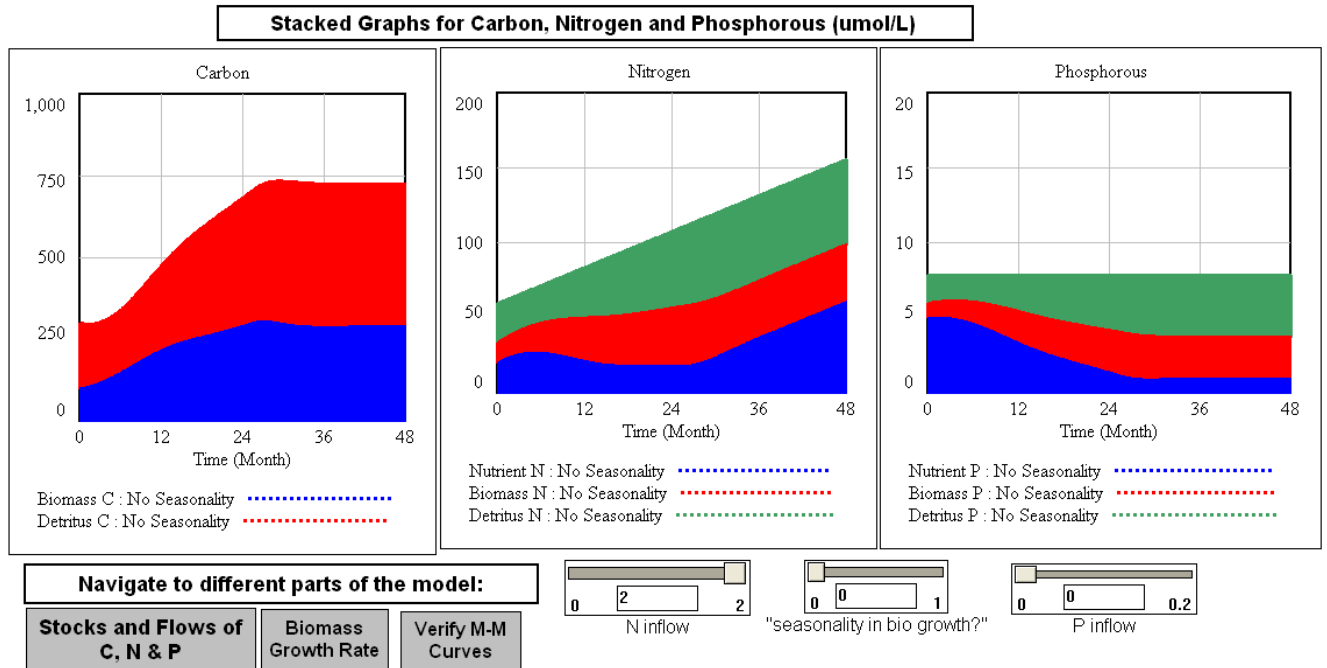 Stacked Graphs for Carbon, Nitrogen and Phosphorous (umol/L)
Carbon
1,000
750
500
250
0
0 12 24 36 48
Time (Month)
Biomass C : No Seasonality
Detritus C : No Seasonality
Nitrogen
200
150
100
50
0
0 12 24 36 48
Time (Month)
Nutrient N : No Seasonality
Biomass N : No Seasonality
Detritus N : No Seasonality
Phosphorous
20
15
10
5
0
0 12 24 36 48
Time (Month)
Nutrient P : No Seasonality
Biomass P : No Seasonality
Detritus P : No Seasonality
Navigate to different parts of the model:
Stocks and Flows of
C, N & P
Biomass
Growth Rate
Verify M-M
Curves
0 2 2
N inflow
0 0 1
"seasonality in bio growth?"
0 0 0.2
P inflow